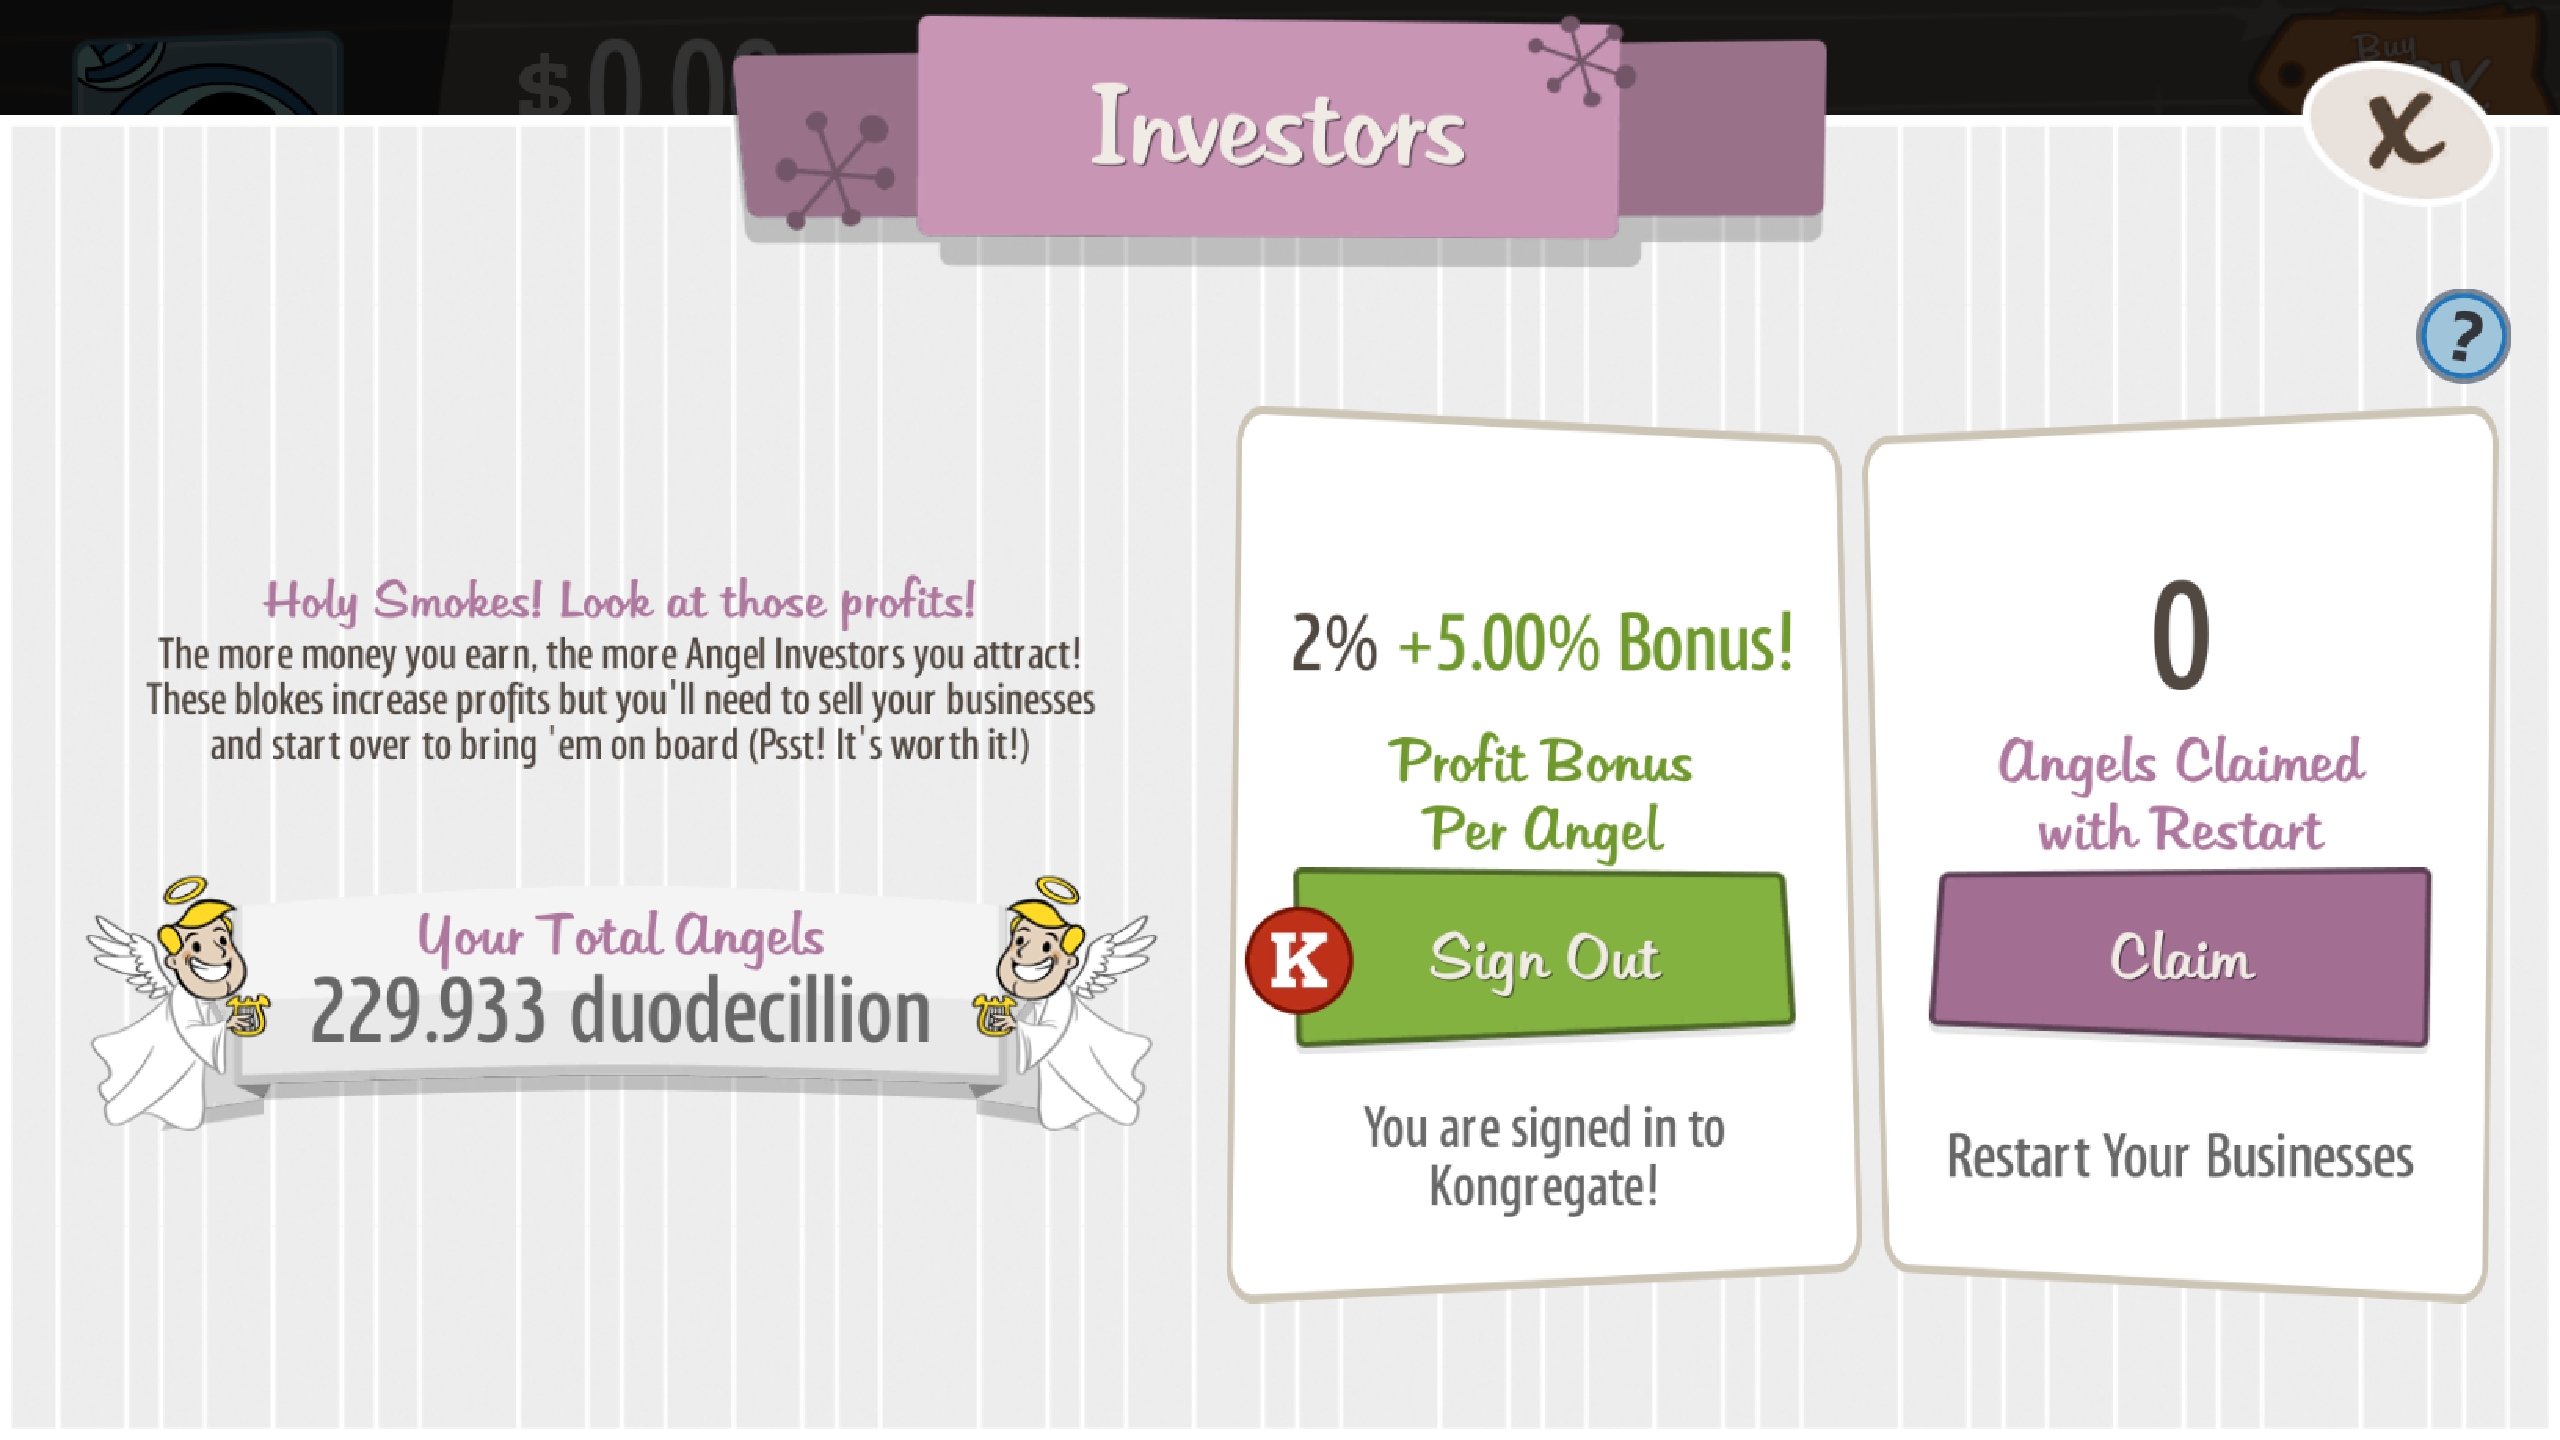 $0.00
Buy
Investors
X
?
Holy Smokes! Look at those profits!
The more money you earn, the more Angel Investors you attract!
These blokes increase profits but you'll need to sell your businesses
and start over to bring 'em on board (Psst! It's worth it!)
Your Total Angels
229.933 duodecillion
2% +5.00% Bonus!
Profit Bonus
Per Angel
K
Sign Out
You are signed in to
Kongregate!
0
Angels Claimed
with Restart
Claim
Restart Your Businesses